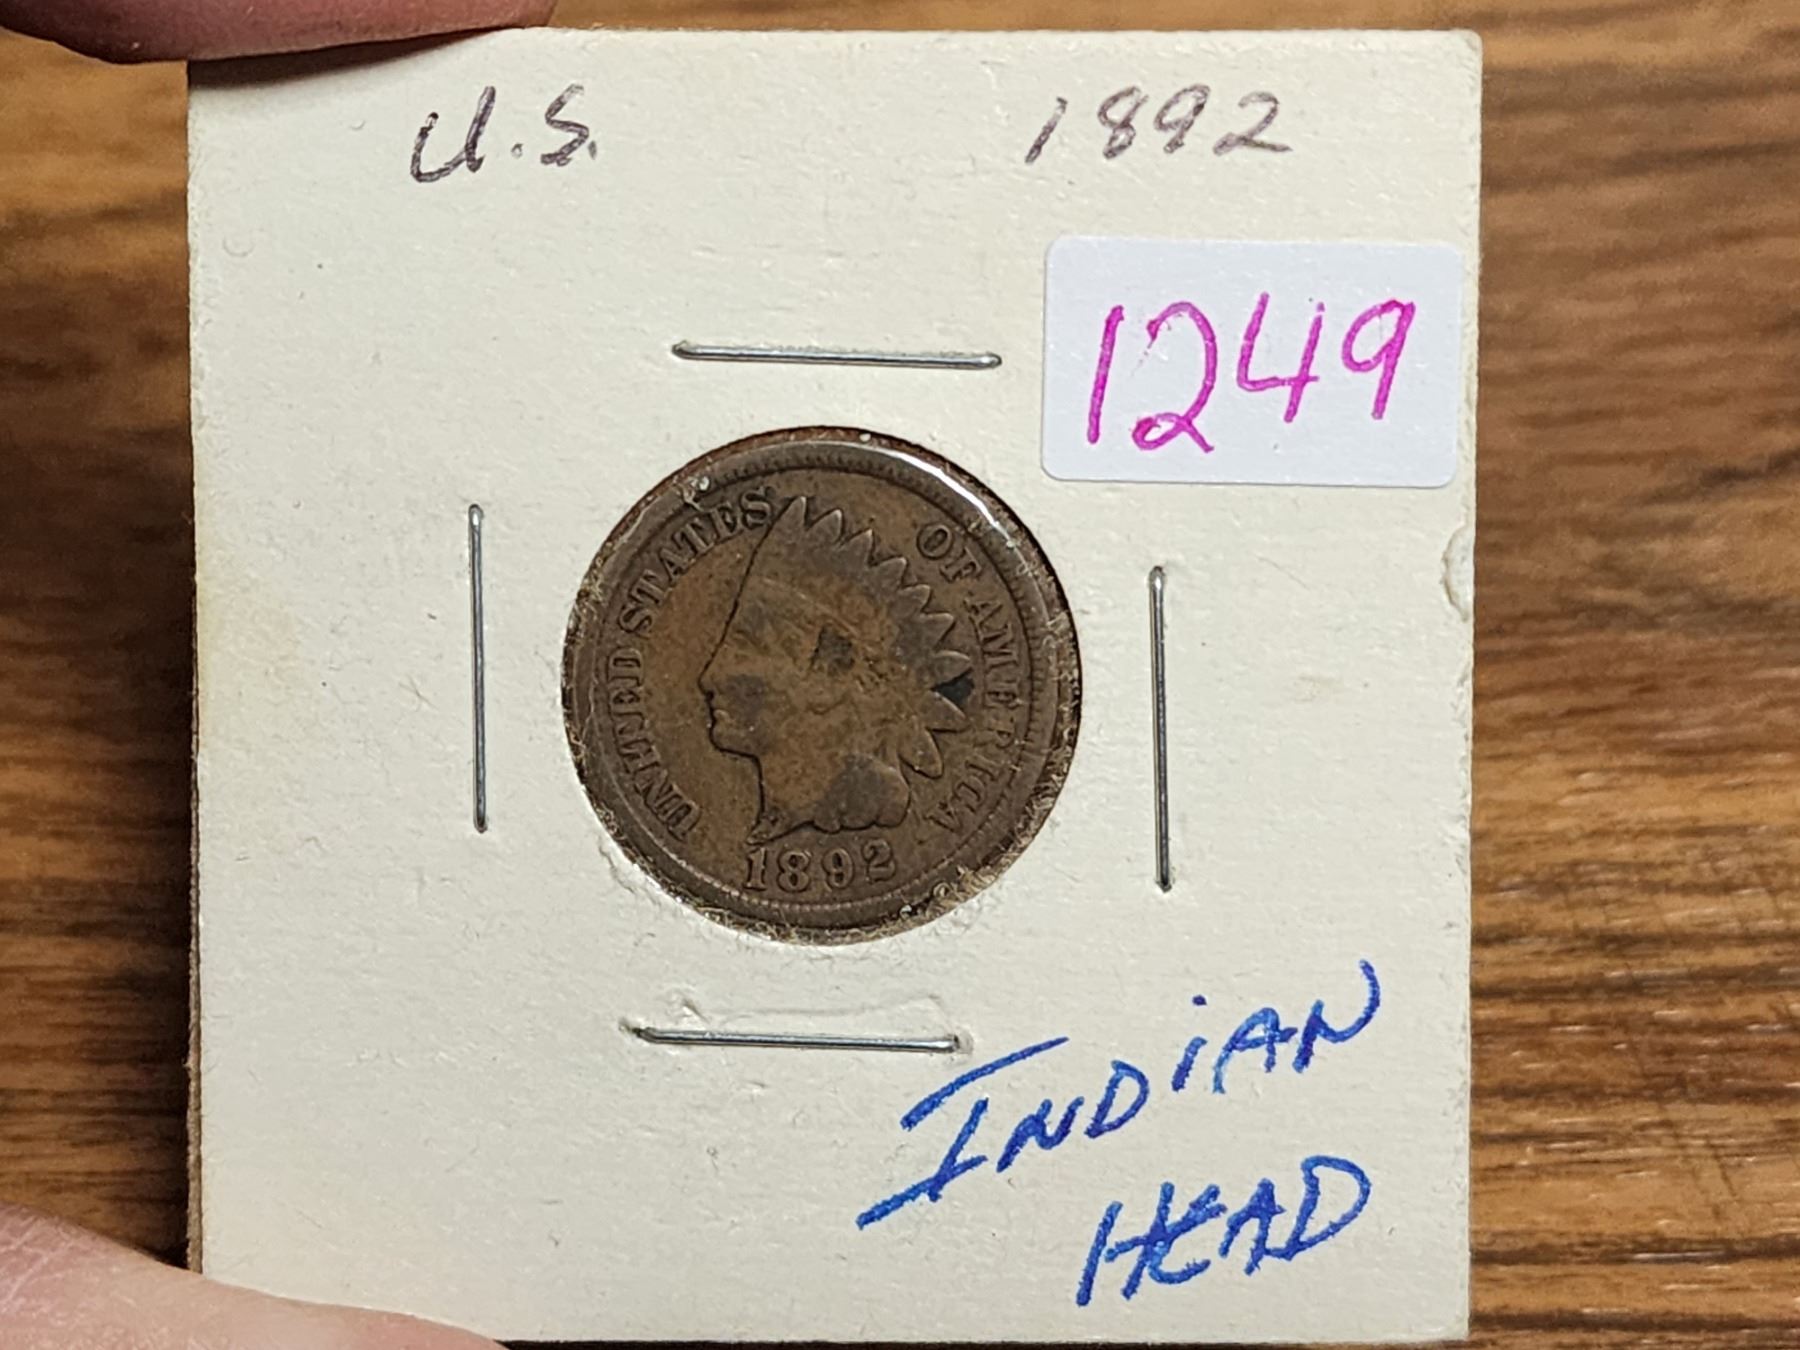 U.S. 1892
1249
UNITED STATES OF AMERICA
1892
INDIAN
HEAD